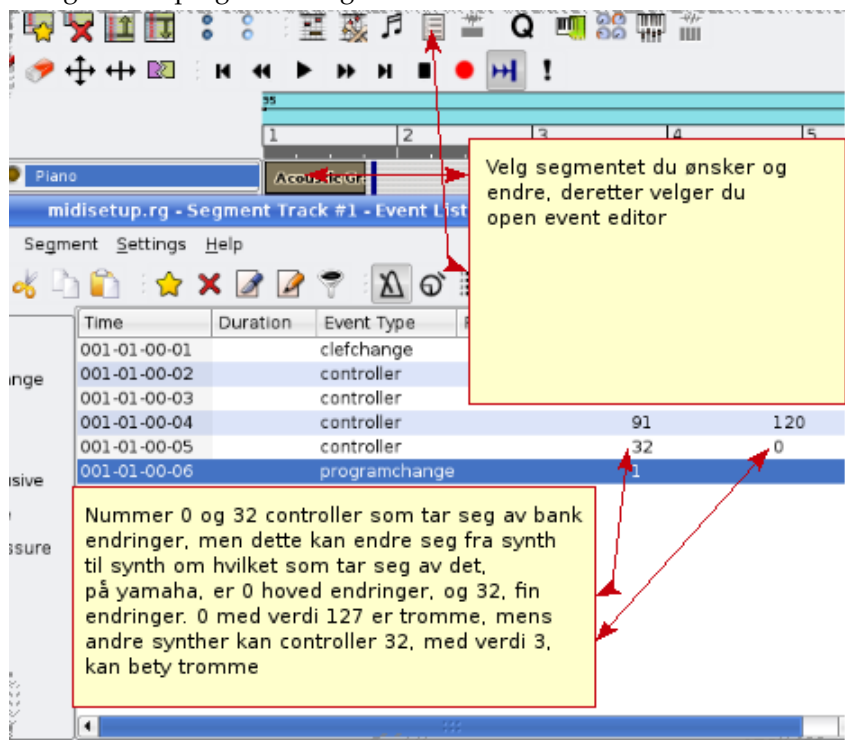 Q
!
35
1 2 3 4 5
Piano
Acoustic Gr
Velg segmentet du ønsker og
endre, deretter velger du
open event editor
midisetup.rg - Segment Track #1 - Event List
Segment Settings Help
Time Duration Event Type
001-01-00-01 clefchange
001-01-00-02 controller
001-01-00-03 controller
001-01-00-04 controller 91 120
001-01-00-05 controller 32 0
001-01-00-06 programchange 1
Nummer 0 og 32 controller som tar seg av bank
endringer, men dette kan endre seg fra synth
til synth om hvilket som tar seg av det,
på yamaha, er 0 hoved endringer, og 32, fin
endringer. 0 med verdi 127 er tromme, mens
andre synther kan controller 32, med verdi 3,
kan bety tromme